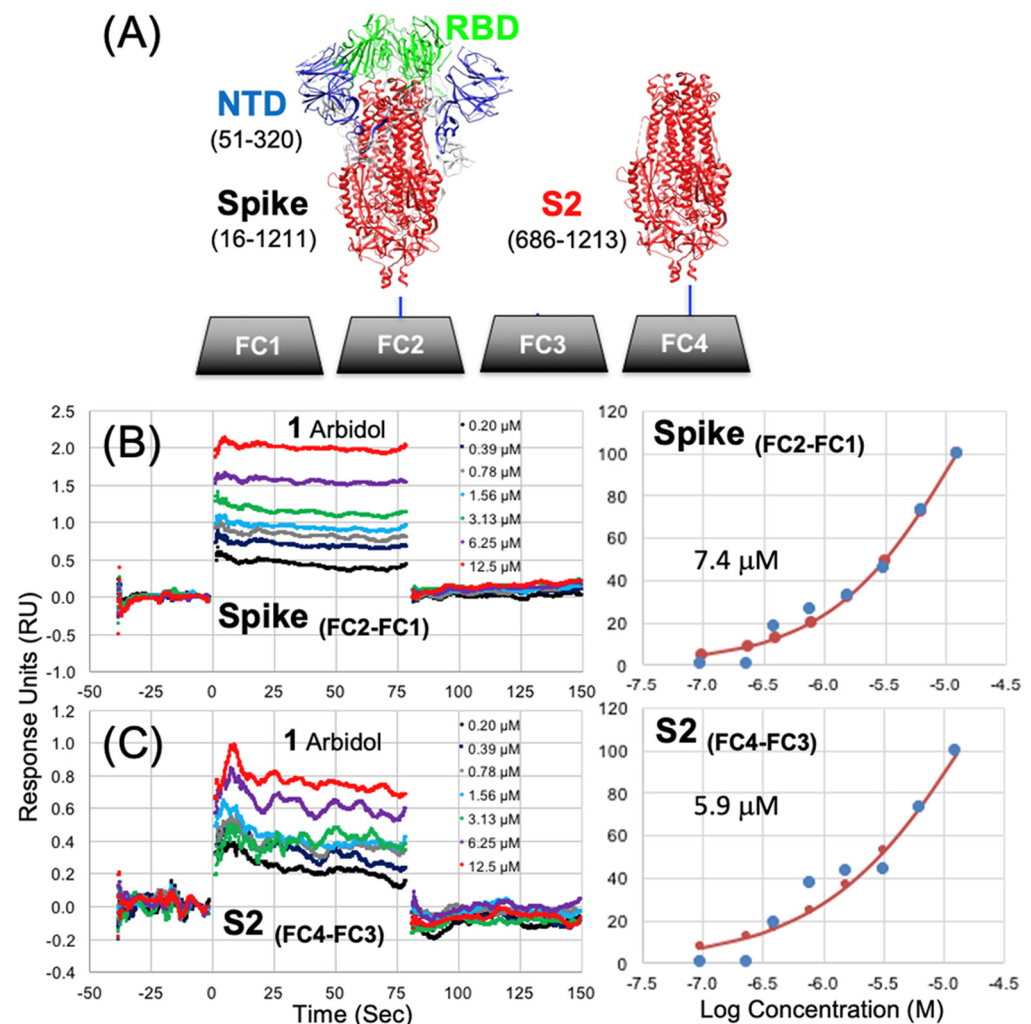 (A)
RBD
NTD
(51-320)
Spike
(16-1211)
S2
(686-1213)
FC1
FC2
FC3
FC4
Response Units (RU)
(B)
1 Arbidol
2.5
2.0
1.5
1.0
0.5
0.0
-0.5
-1.0
0.20 µM
0.39 µM
0.78 µM
1.56 µM
3.13 µM
6.25 µM
12.5 µM
Spike (FC2-FC1)
-50 -25 0 25 50 75 100 125 150
Spike (FC2-FC1)
7.4 µM
120
100
80
60
40
20
0
-7.5 -7.0 -6.5 -6.0 -5.5 -5.0 -4.5
(C)
1 Arbidol
1.2
1.0
0.8
0.6
0.4
0.2
0.0
-0.2
-0.4
0.20 µM
0.39 µM
0.78 µM
1.56 µM
3.13 µM
6.25 µM
12.5 µM
S2 (FC4-FC3)
-50 -25 0 25 50 75 100 125 150
Time (Sec)
S2 (FC4-FC3)
5.9 µM
120
100
80
60
40
20
0
-7.5 -7.0 -6.5 -6.0 -5.5 -5.0 -4.5
Log Concentration (M)